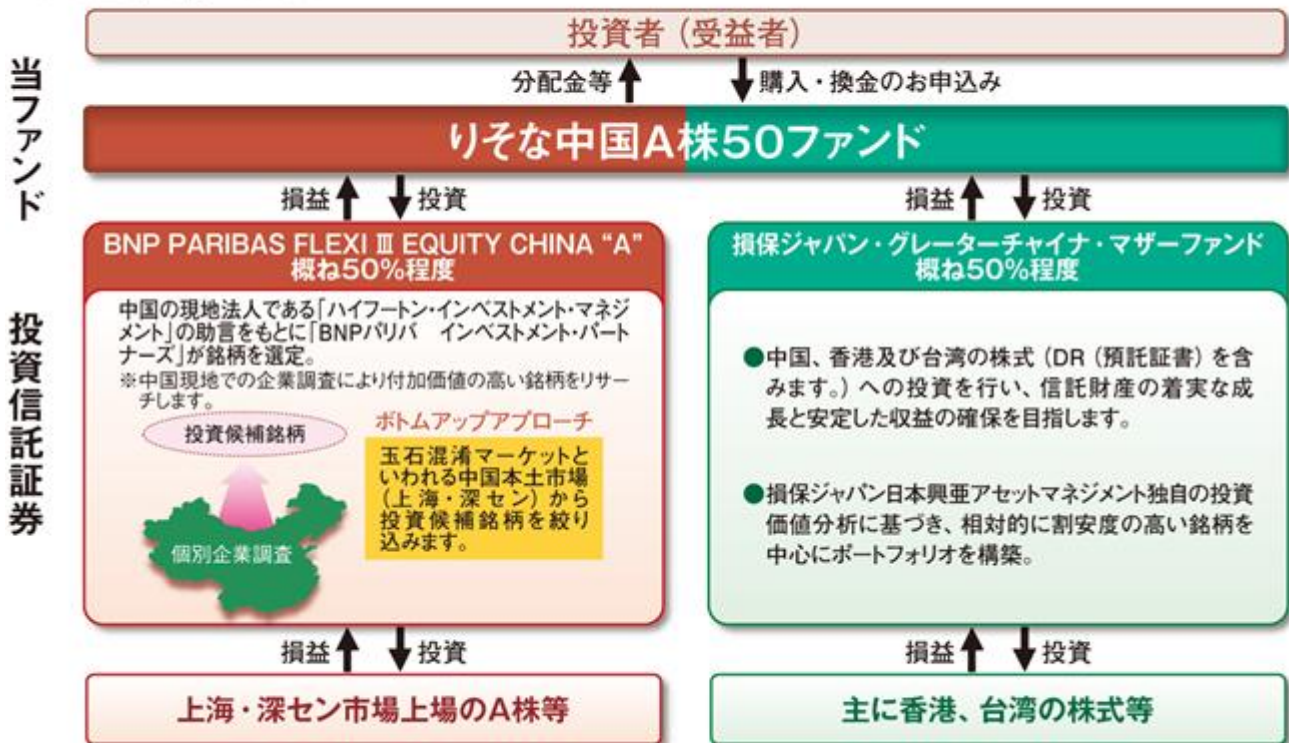 投資者（受益者）
分配金等
購入・換金のお申込み
当ファンド
りそな中国A株50ファンド
損益
投資
損益
投資
投資信託証券
BNP PARIBAS FLEXI Ⅲ EQUITY CHINA “A”
概ね50%程度
中国の現地法人である「ハイフートン・インベストメント・マネジ
メント」の助言をもとに「BNPパリバ　インベストメント・パート
ナーズ」が銘柄を選定。
※中国現地での企業調査により付加価値の高い銘柄をリサー
チします。
投資候補銘柄
個別企業調査
ボトムアップアプローチ
玉石混淆マーケットと
いわれる中国本土市場
（上海・深セン）から
投資候補銘柄を絞り
込みます。
損保ジャパン・グレーターチャイナ・マザーファンド
概ね50%程度
●中国、香港及び台湾の株式（DR（預託証書）を含
みます。）への投資を行い、信託財産の着実な成
長と安定した収益の確保を目指します。
●損保ジャパン日本興亜アセットマネジメント独自の投資
価値分析に基づき、相対的に割安度の高い銘柄を
中心にポートフォリオを構築。
損益
投資
損益
投資
上海・深セン市場上場のA株等
主に香港、台湾の株式等